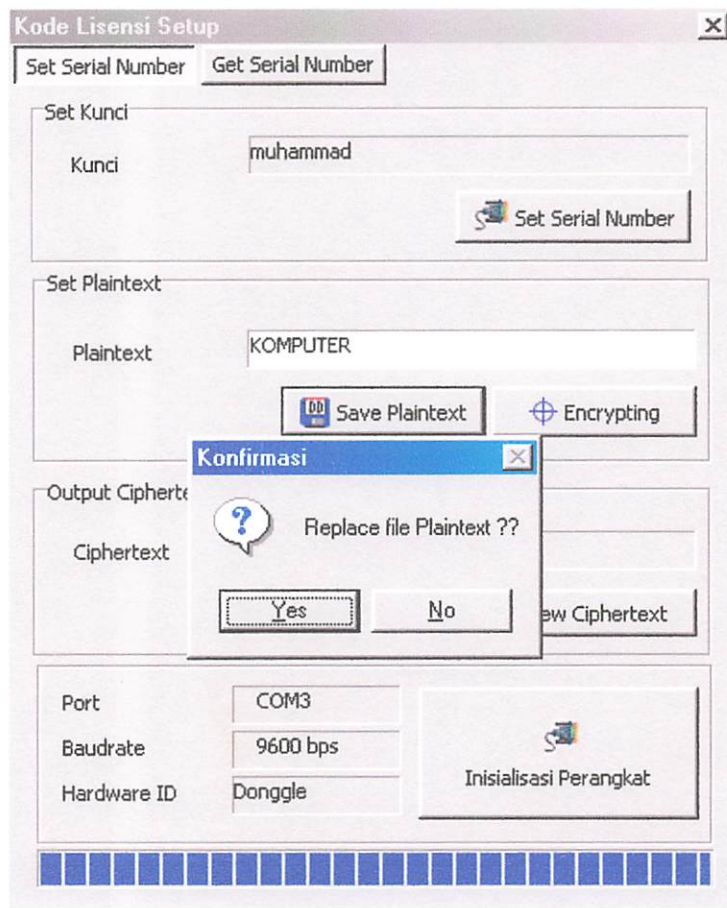 Kode Lisensi Setup
Set Serial Number Get Serial Number
Set Kunci
Kunci muhammad
Set Serial Number
Set Plaintext
Plaintext KOMPUTER
Save Plaintext Encrypting
Konfirmasi
Output Cipherte
Replace file Plaintext ??
Ciphertext
Yes No
ew Ciphertext
Port COM3
Baudrate 9600 bps
Hardware ID Donggle
Inisialisasi Perangkat